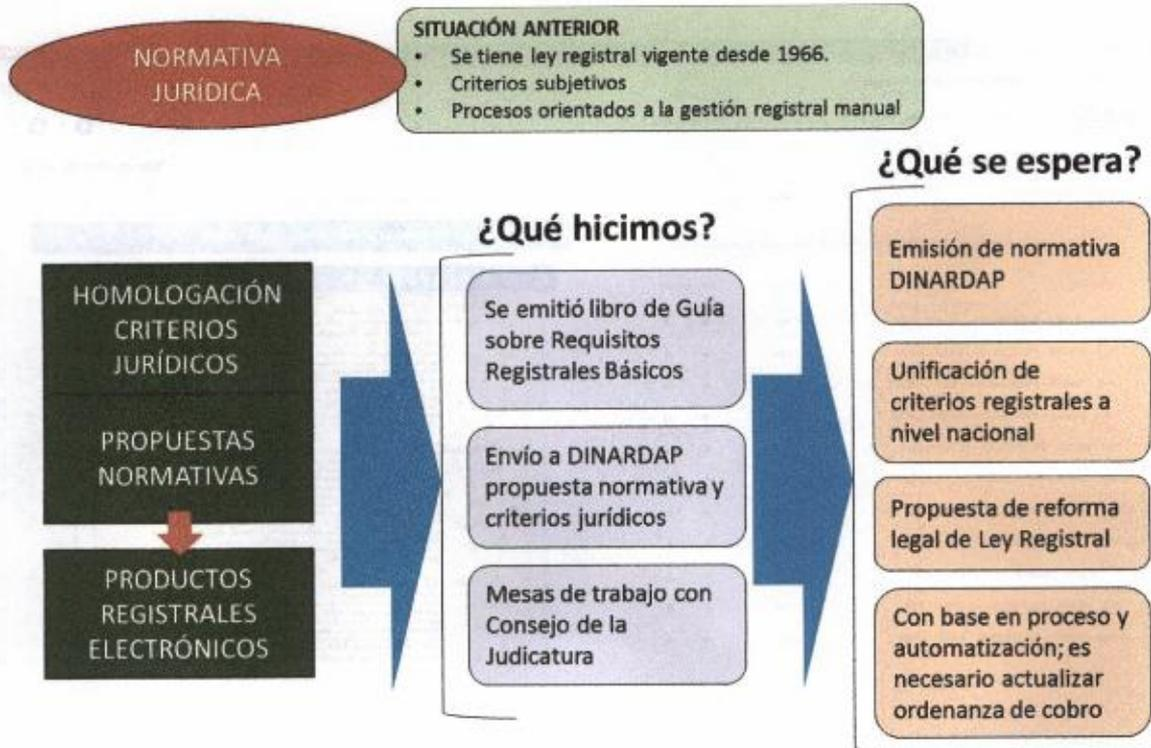 NORMATIVA
JURÍDICA
SITUACIÓN ANTERIOR
• Se tiene ley registral vigente desde 1966.
• Criterios subjetivos
• Procesos orientados a la gestión registral manual
HOMOLOGACIÓN
CRITERIOS
JURÍDICOS
PROPUESTAS
NORMATIVAS
PRODUCTOS
REGISTRALES
ELECTRÓNICOS
¿Qué hicimos?
Se emitió libro de Guía
sobre Requisitos
Registrales Básicos
Envío a DINARDAP
propuesta normativa y
criterios jurídicos
Mesas de trabajo con
Consejo de la
Judicatura
¿Qué se espera?
Emisión de normativa
DINARDAP
Unificación de
criterios registrales a
nivel nacional
Propuesta de reforma
legal de Ley Registral
Con base en proceso y
automatización; es
necesario actualizar
ordenanza de cobro